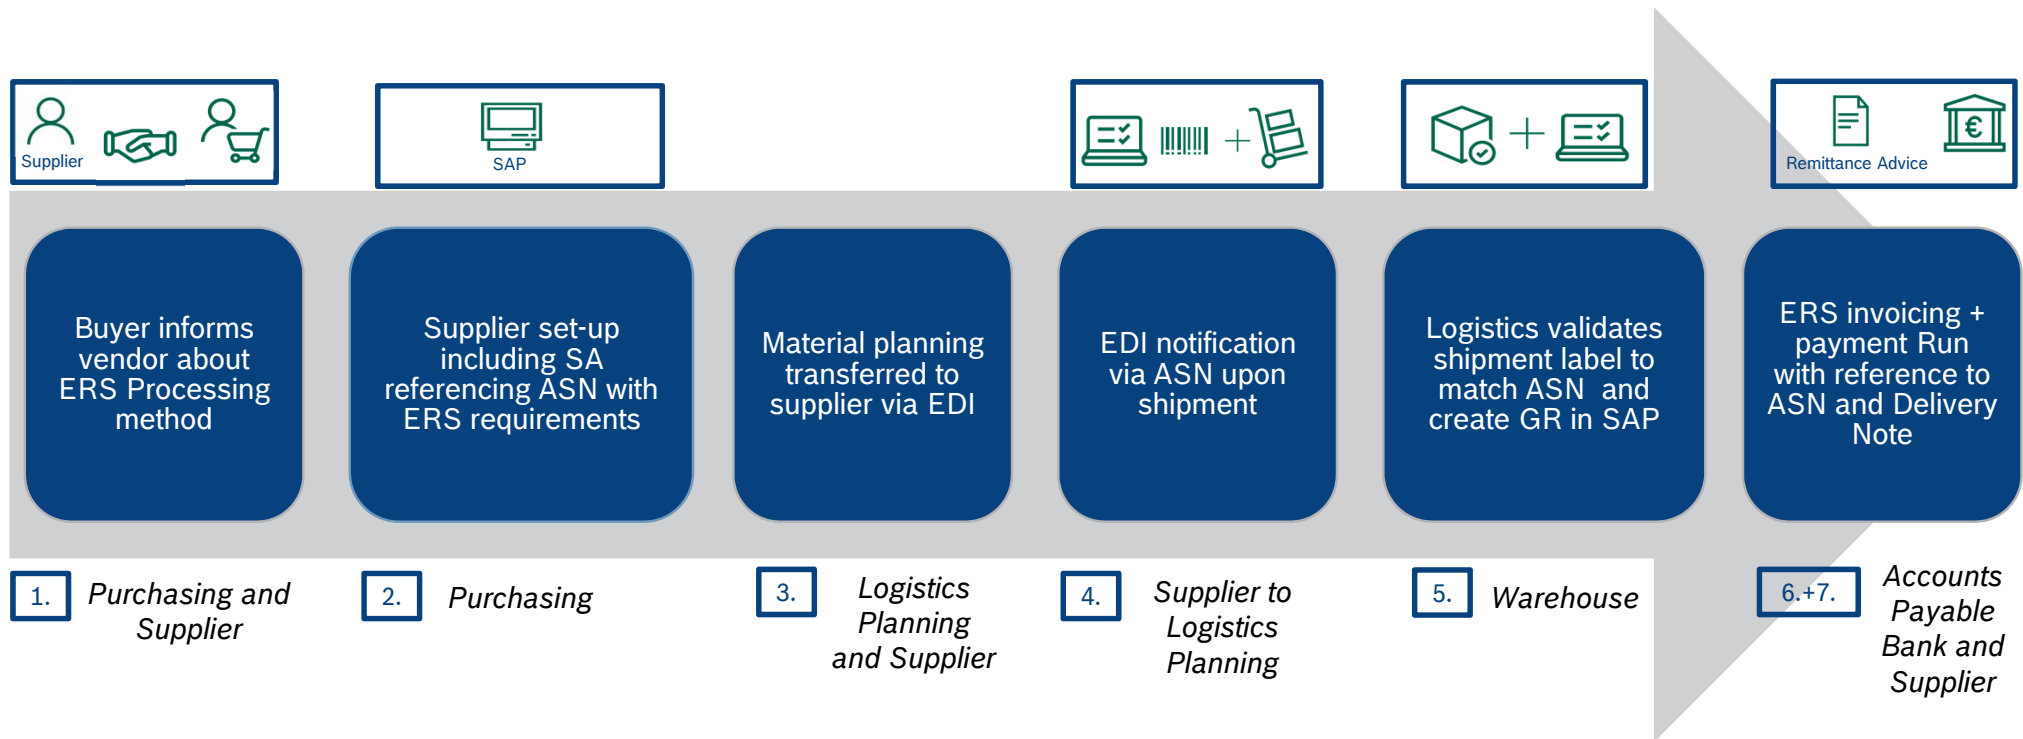 Supplier
SAP
Remittance Advice
Buyer informs
vendor about
ERS Processing
method
Supplier set-up
including SA
referencing ASN with
ERS requirements
Material planning
transferred to
supplier via EDI
EDI notification
via ASN upon
shipment
Logistics validates
shipment label to
match ASN and
create GR in SAP
ERS invoicing +
payment Run
with reference to
ASN and Delivery
Note
1.
Purchasing and
Supplier
2.
Purchasing
3.
Logistics
Planning
and Supplier
4.
Supplier to
Logistics
Planning
5.
Warehouse
6.+7.
Accounts
Payable
Bank and
Supplier